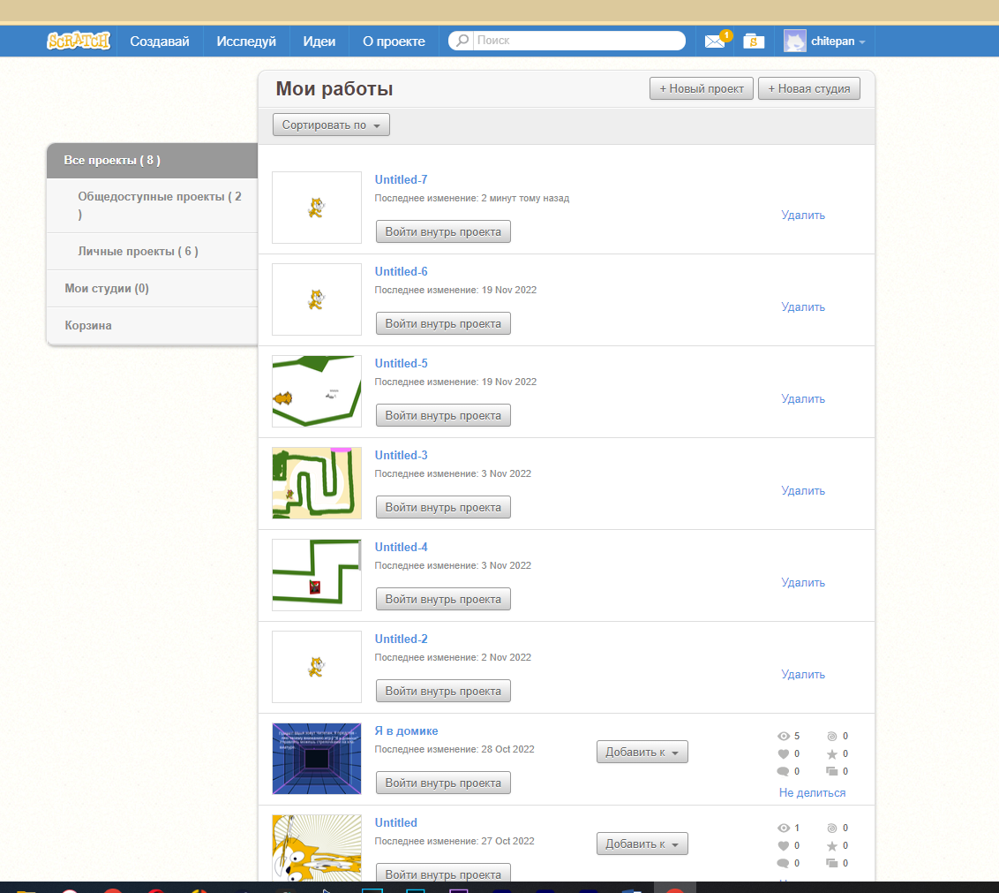 SCRATCH Создавай Исследуй Идеи О проекте Поиск 1 S chitepan
Мои работы + Новый проект + Новая студия
Сортировать по
Все проекты ( 8 )
Общедоступные проекты ( 2
)
Личные проекты ( 6 )
Мои студии (0)
Корзина
Untitled-7
Последнее изменение: 2 минут тому назад
Удалить
Войти внутрь проекта
Untitled-6
Последнее изменение: 19 Nov 2022
Удалить
Войти внутрь проекта
Untitled-5
Последнее изменение: 19 Nov 2022
Удалить
Войти внутрь проекта
Untitled-3
Последнее изменение: 3 Nov 2022
Удалить
Войти внутрь проекта
Untitled-4
Последнее изменение: 3 Nov 2022
Удалить
Войти внутрь проекта
Untitled-2
Последнее изменение: 2 Nov 2022
Удалить
Войти внутрь проекта
Я в домике
Последнее изменение: 28 Oct 2022
Войти внутрь проекта
Добавить к
5 0
0 0
0 0
Не делиться
Untitled
Последнее изменение: 27 Oct 2022
Войти внутрь проекта
Добавить к
1 0
0 0
0 0